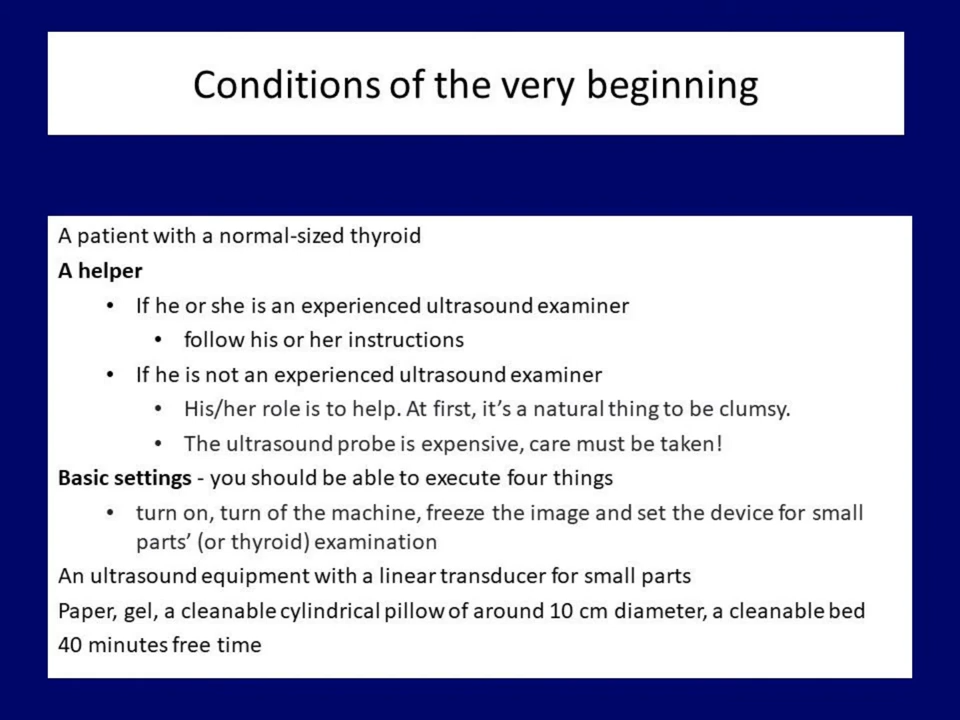 Conditions of the very beginning
A patient with a normal-sized thyroid
A helper
• If he or she is an experienced ultrasound examiner
• follow his or her instructions
• If he is not an experienced ultrasound examiner
• His/her role is to help. At first, it's a natural thing to be clumsy.
• The ultrasound probe is expensive, care must be taken!
Basic settings - you should be able to execute four things
• turn on, turn of the machine, freeze the image and set the device for small
parts' (or thyroid) examination
An ultrasound equipment with a linear transducer for small parts
Paper, gel, a cleanable cylindrical pillow of around 10 cm diameter, a cleanable bed
40 minutes free time